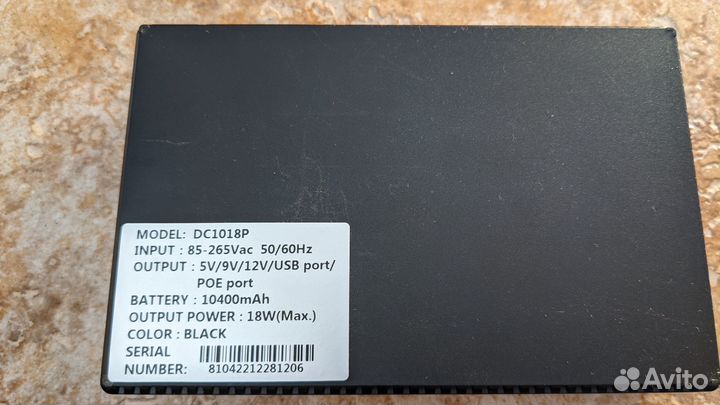 MODEL: DC1018P
INPUT : 85-265Vac 50/60Hz
OUTPUT : 5V/9V/12V/USB port/
POE port
BATTERY : 10400mAh
OUTPUT POWER : 18W(Max.)
COLOR : BLACK
SERIAL
NUMBER: 81042212281206
Avito